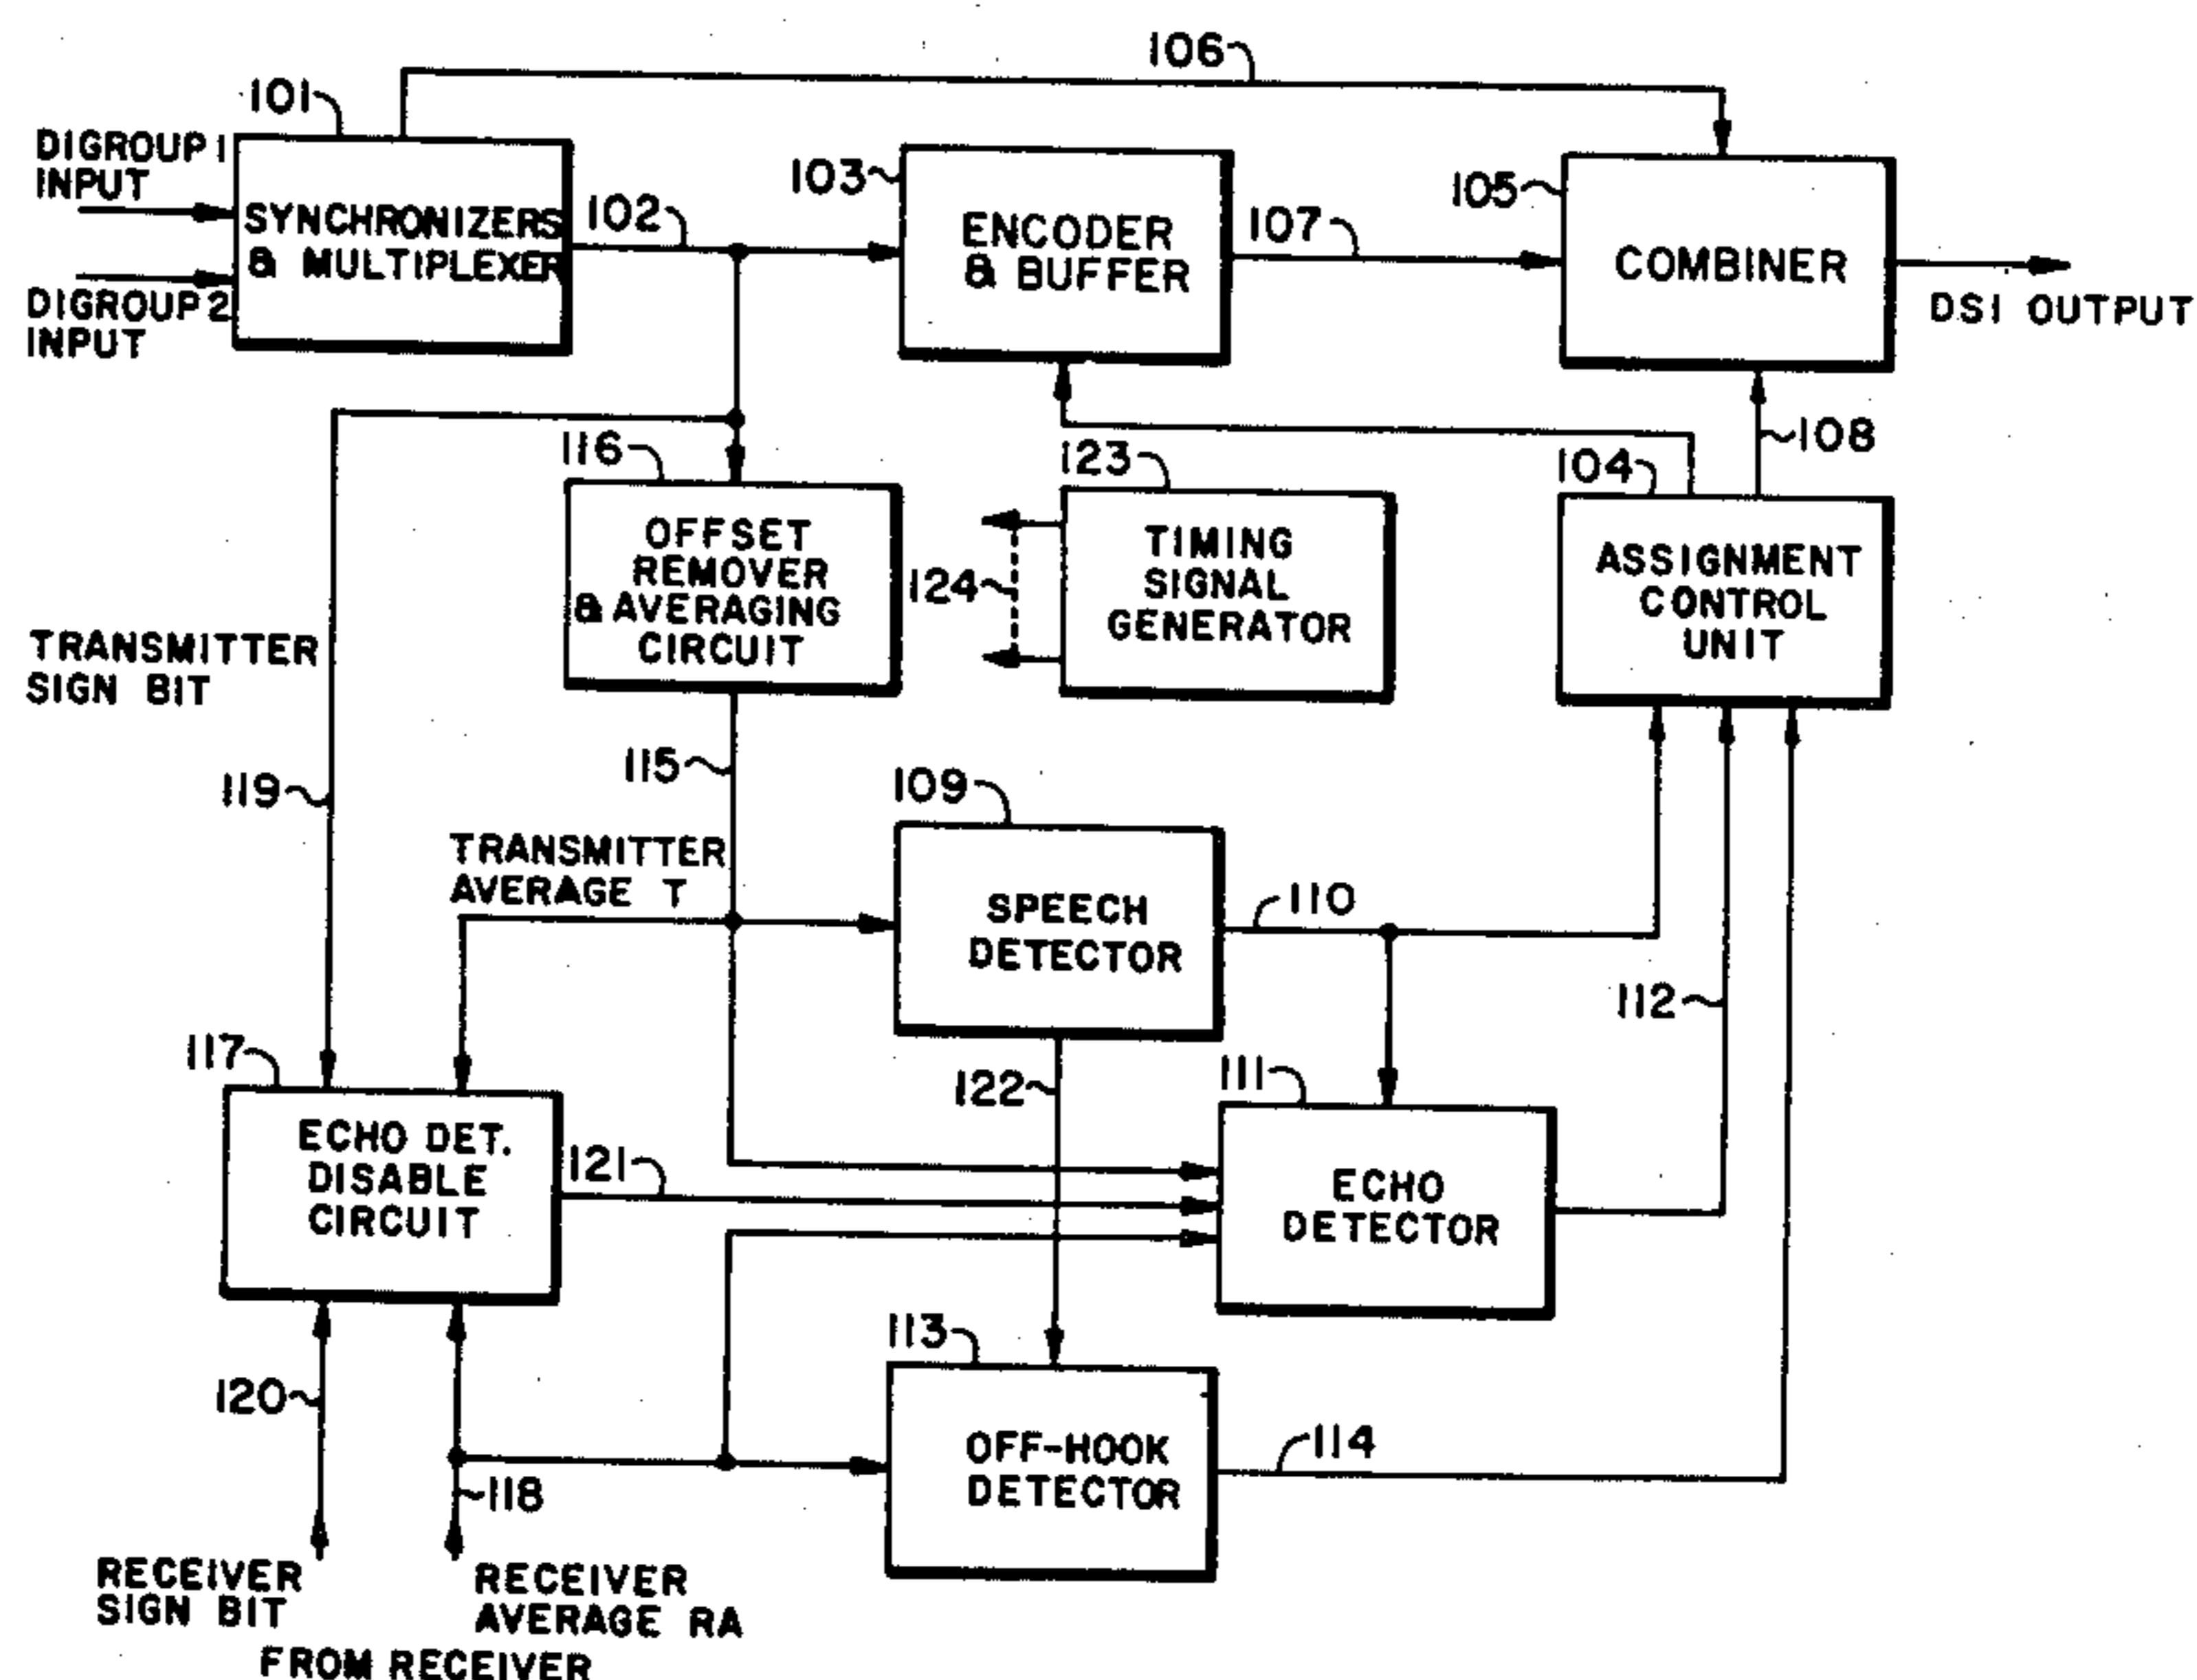 106
101
DIGROUP 1
INPUT
SYNCHRONIZERS
& MULTIPLEXER
DIGROUP 2
INPUT
102
103
ENCODER
& BUFFER
107
105
COMBINER
DSI OUTPUT
116
OFFSET
REMOVER
& AVERAGING
CIRCUIT
123
TIMING
SIGNAL
GENERATOR
124
104
108
ASSIGNMENT
CONTROL
UNIT
TRANSMITTER
SIGN BIT
119
115
TRANSMITTER
AVERAGE T
109
SPEECH
DETECTOR
110
112
117
ECHO DET.
DISABLE
CIRCUIT
121
122
111
ECHO
DETECTOR
113
OFF-HOOK
DETECTOR
114
120
118
RECEIVER
SIGN BIT
RECEIVER
AVERAGE RA
FROM RECEIVER